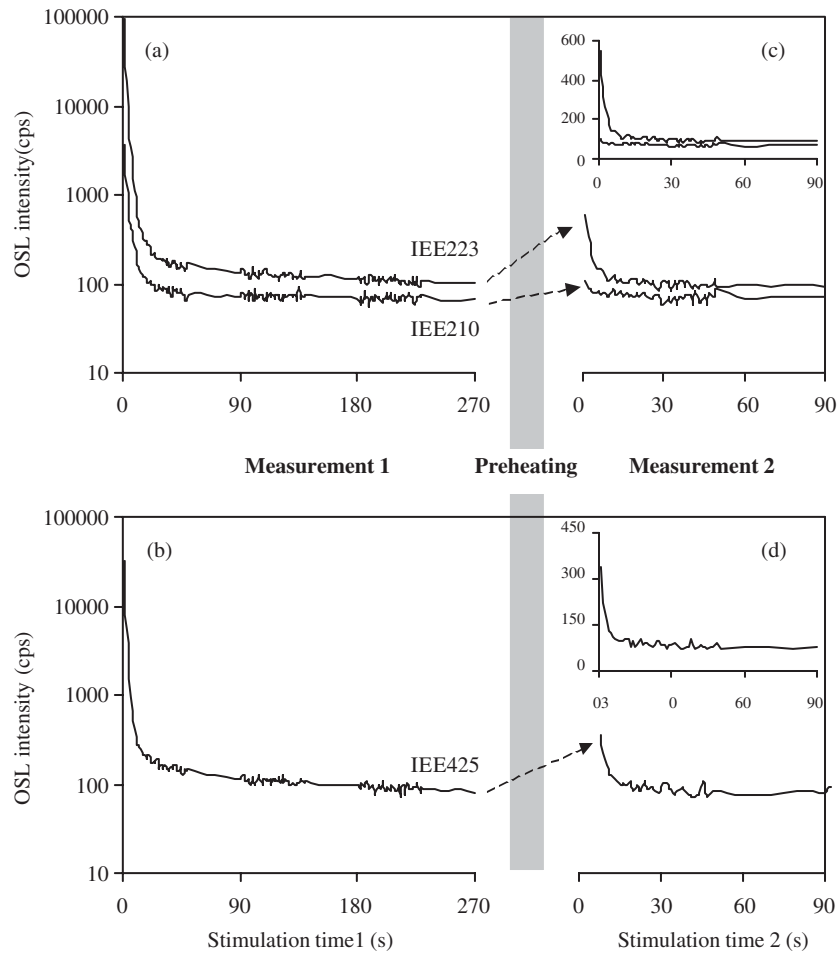 100000
10000
1000
100
10
OSL intensity(cps)
(a)
IEE223
IEE210
0 90 180 270
(c)
600
400
200
0
0 30 60 90
0 30 60 90
Measurement 1 Preheating Measurement 2
100000
10000
1000
100
10
OSL intensity (cps)
(b)
IEE425
0 90 180 270
Stimulation time1 (s)
(d)
450
300
150
0
03 0 60 90
0 30 60 90
Stimulation time 2 (s)